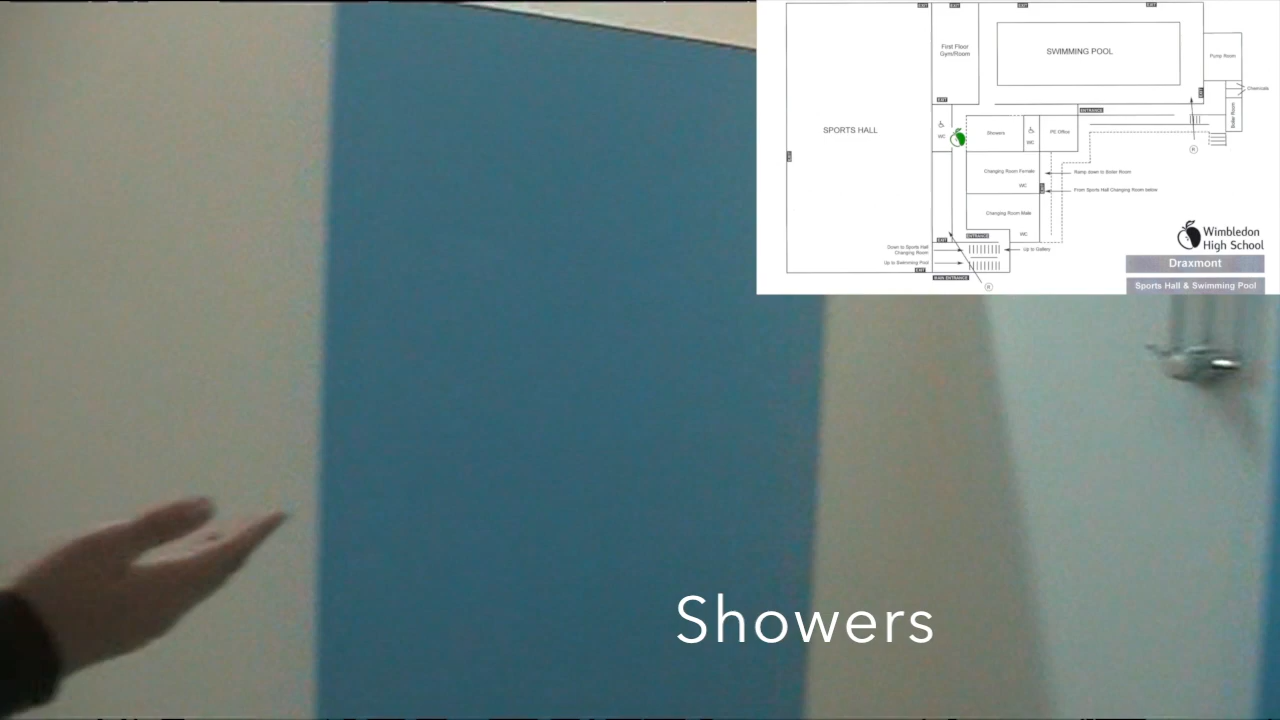 EXIT
EXIT
EXIT
EXIT
First Floor
Gym/Room
SWIMMING POOL
Pump Room
Chemicals
EXIT
EXIT
ENTRANCE
Boiler Room
SPORTS HALL
WC
Showers
WC
PE Office
R
EXIT
Changing Room Female
WC
Ramp down to Boiler Room
EXIT
From Sports Hall Changing Room below
Changing Room Male
WC
ENTRANCE
EXIT
Down to Sports Hall
Changing Room
Up to Gallery
Up to Swimming Pool
EXIT
MAIN ENTRANCE
R
Wimbledon
High School
Draxmont
Sports Hall & Swimming Pool
Showers